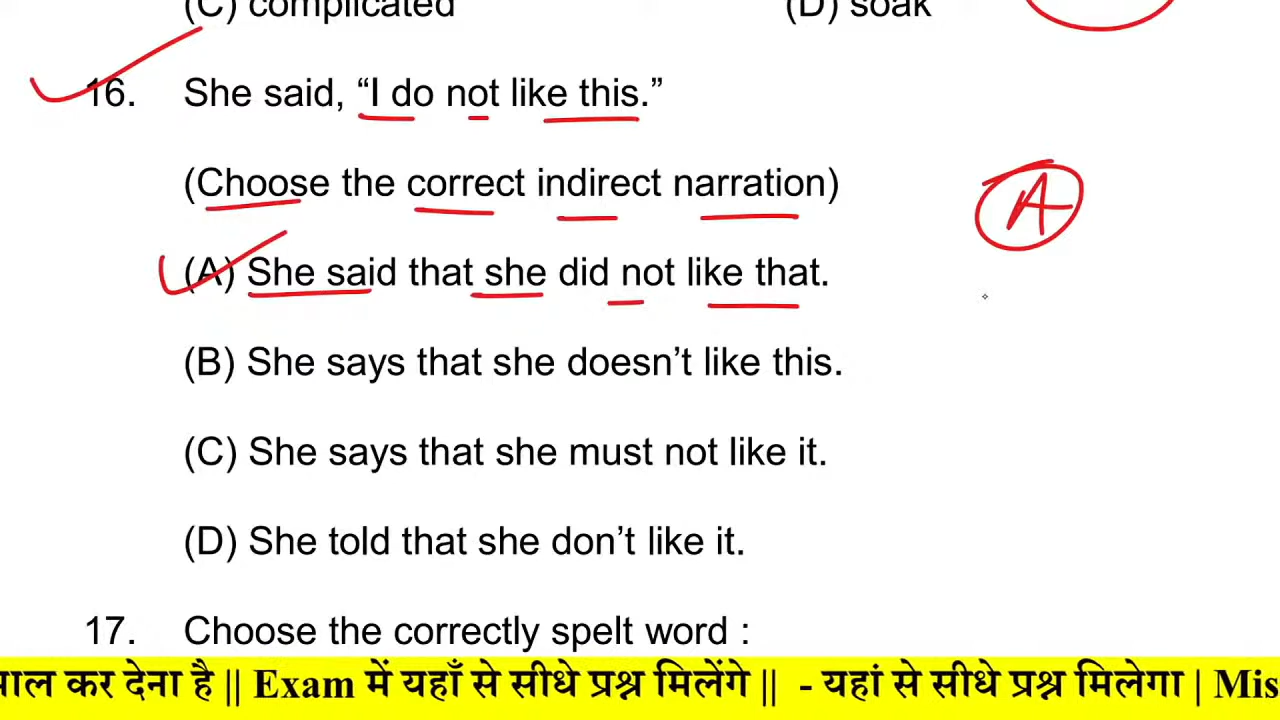 (C) complicated (D) soak
16. She said, “I do not like this.”
(Choose the correct indirect narration)
A
(A) She said that she did not like that.
(B) She says that she doesn’t like this.
(C) She says that she must not like it.
(D) She told that she don’t like it.
17. Choose the correctly spelt word :
कर देना है || Exam में यहाँ से सीधे प्रश्न मिलेंगे || - यहां से सीधे प्रश्न मिलेगा | Mis